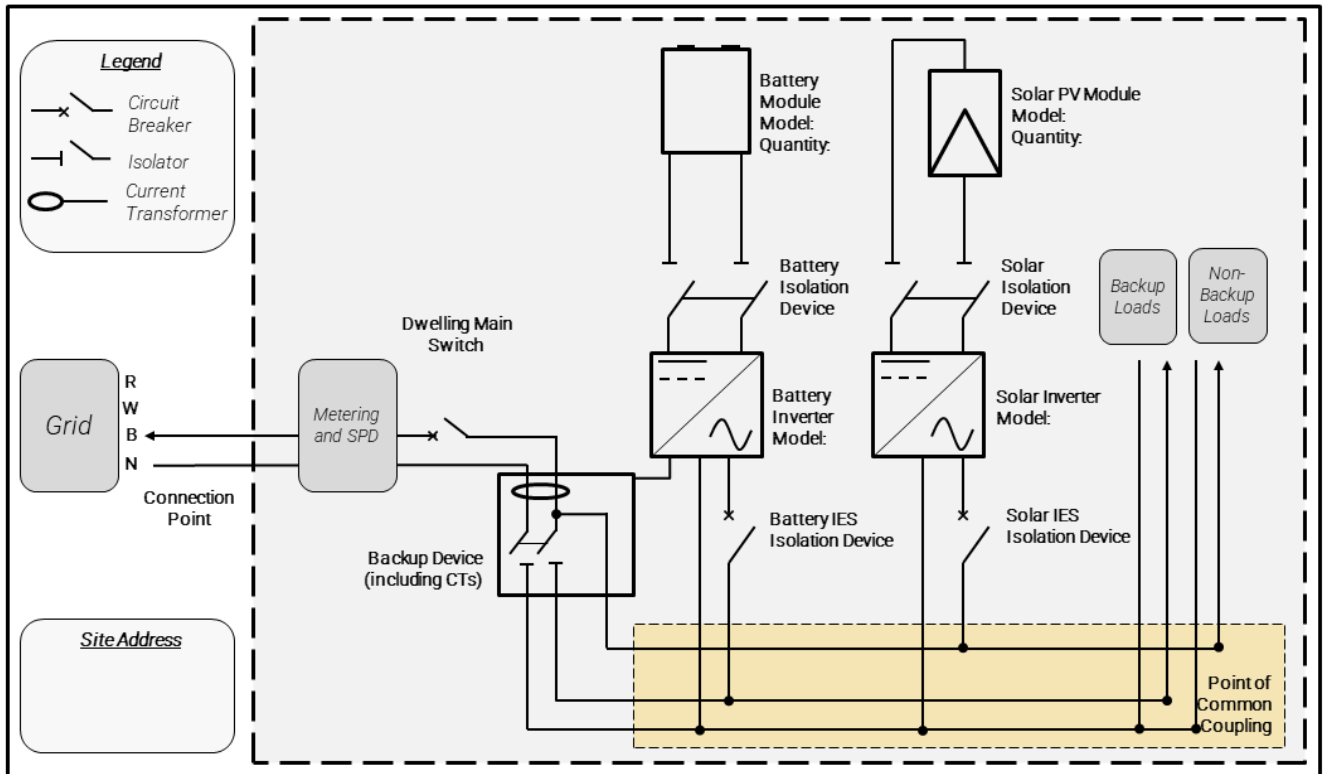 Legend
Circuit
Breaker
Isolator
Current
Transformer
Battery
Module
Model:
Quantity:
Solar PV Module
Model:
Quantity:
Battery
Isolation
Device
Solar
Isolation
Device
Backup
Loads
Non-
Backup
Loads
Dwelling Main
Switch
Grid
R
W
B
N
Metering
and SPD
Battery
Inverter
Model:
Solar Inverter
Model:
Connection
Point
Backup Device
(including CTs)
Battery IES
Isolation Device
Solar IES
Isolation Device
Site Address
Point of
Common
Coupling